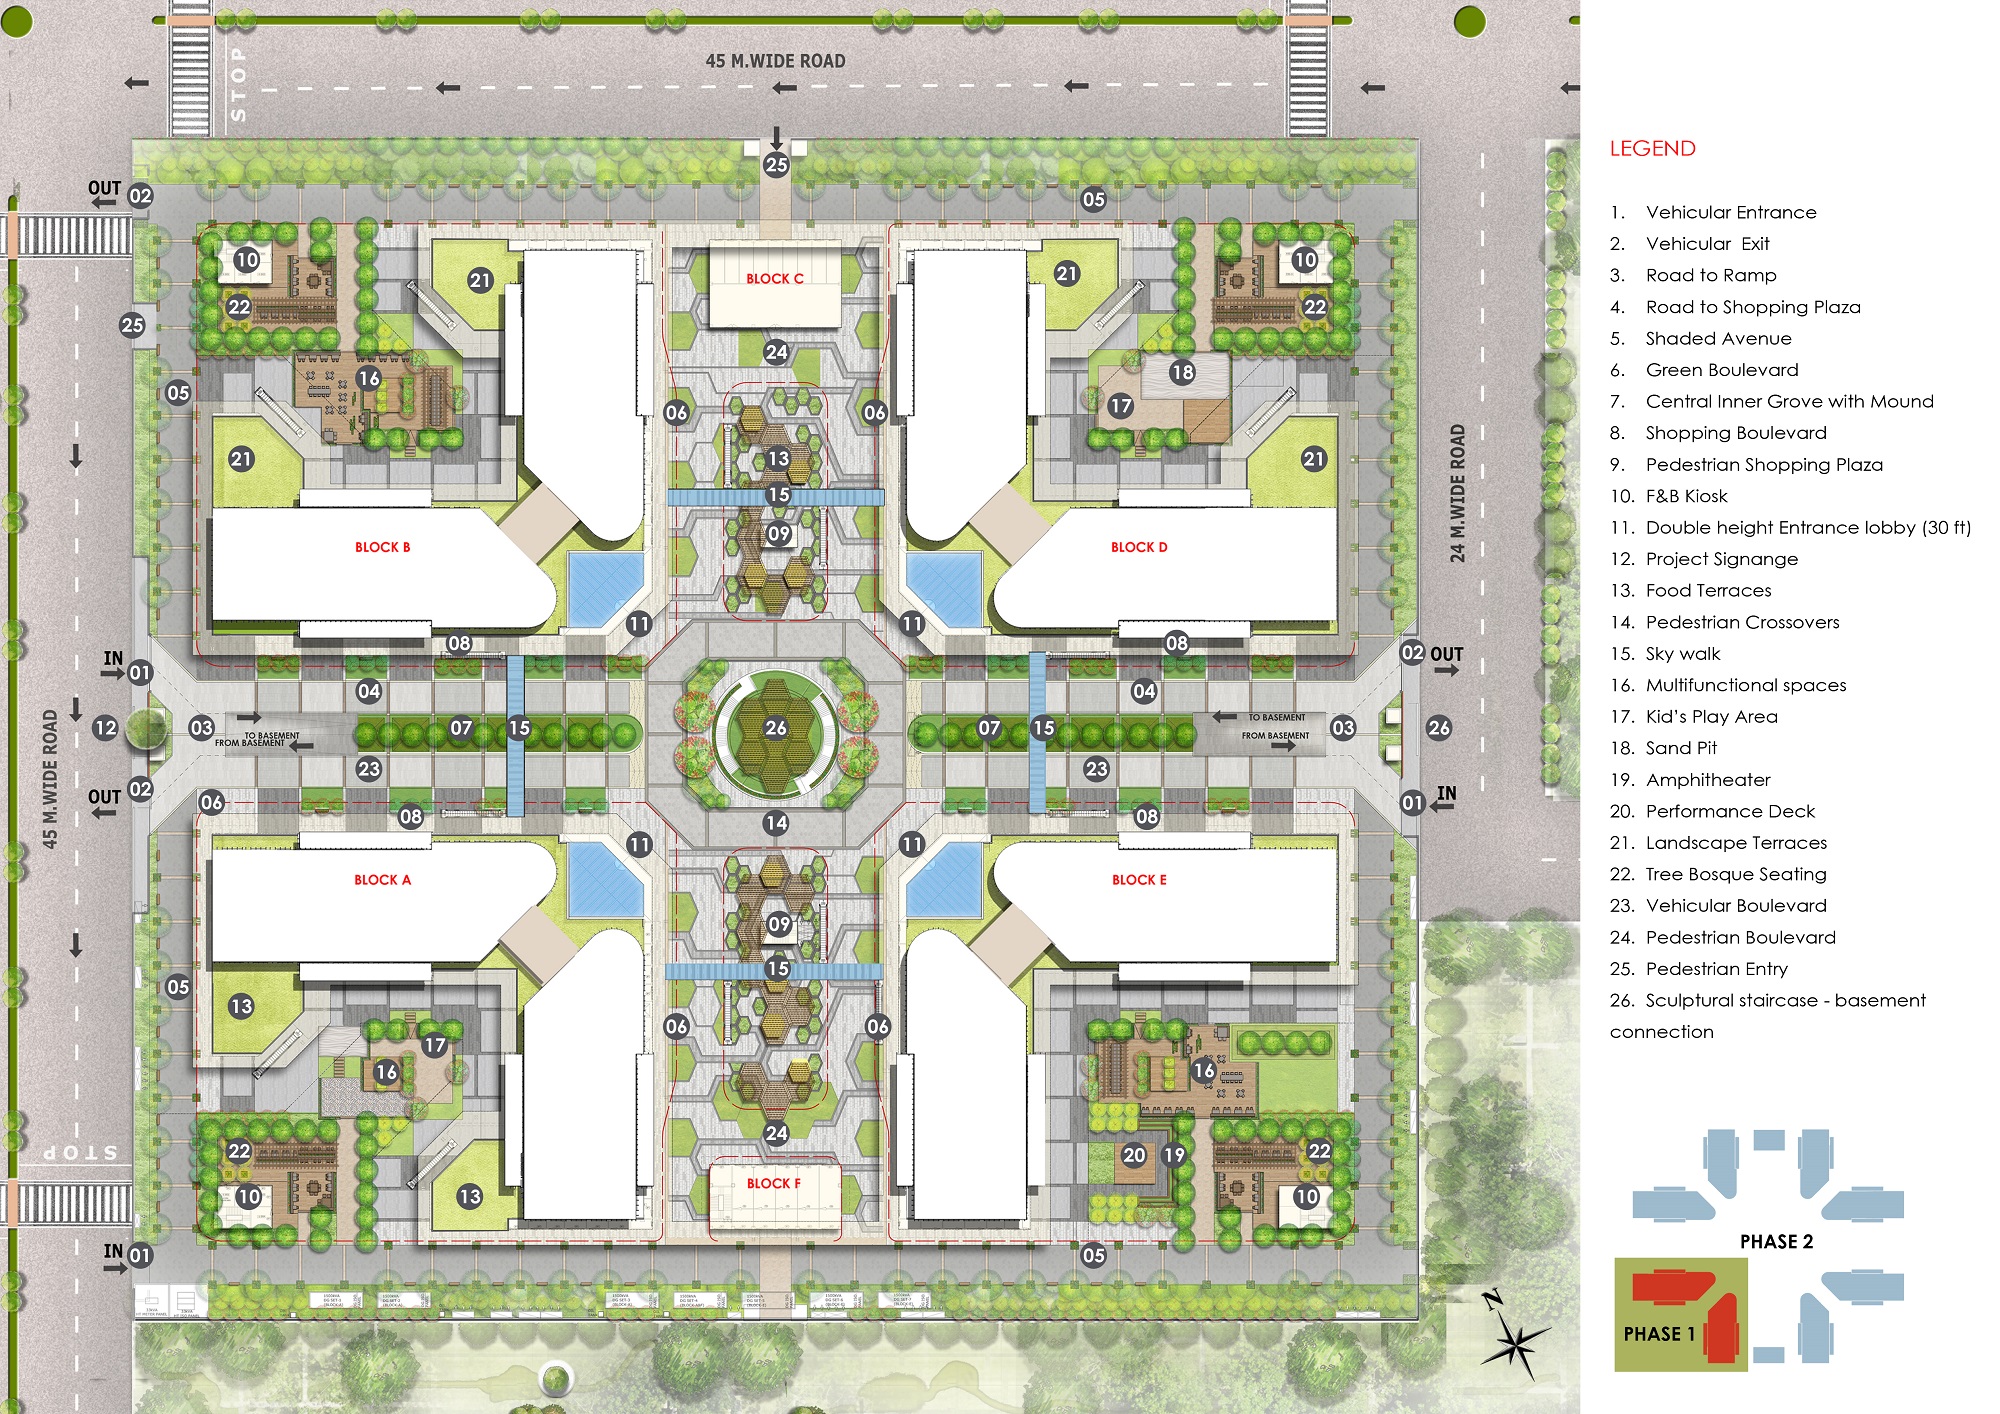 45 M.WIDE ROAD
STOP
25
OUT
02
05
10
21
BLOCK C
21
10
22
22
25
24
16
18
05
06
06
17
21
13
21
15
24 M.WIDE ROAD
09
BLOCK B
BLOCK D
11
11
08
08
IN
01
02
OUT
04
04
45 M.WIDE ROAD
12
03
TO BASEMENT
FROM BASEMENT
07
15
26
07
15
TO BASEMENT
FROM BASEMENT
03
26
23
23
OUT
02
06
08
14
08
01
IN
11
11
BLOCK A
BLOCK E
09
15
05
13
06
06
17
16
16
24
STOP
22
20
19
22
10
13
BLOCK F
10
IN
01
05
N
LEGEND
1. Vehicular Entrance
2. Vehicular Exit
3. Road to Ramp
4. Road to Shopping Plaza
5. Shaded Avenue
6. Green Boulevard
7. Central Inner Grove with Mound
8. Shopping Boulevard
9. Pedestrian Shopping Plaza
10. F&B Kiosk
11. Double height Entrance lobby (30 ft)
12. Project Signange
13. Food Terraces
14. Pedestrian Crossovers
15. Sky walk
16. Multifunctional spaces
17. Kid's Play Area
18. Sand Pit
19. Amphitheater
20. Performance Deck
21. Landscape Terraces
22. Tree Bosque Seating
23. Vehicular Boulevard
24. Pedestrian Boulevard
25. Pedestrian Entry
26. Sculptural staircase - basement
connection
PHASE 2
PHASE 1